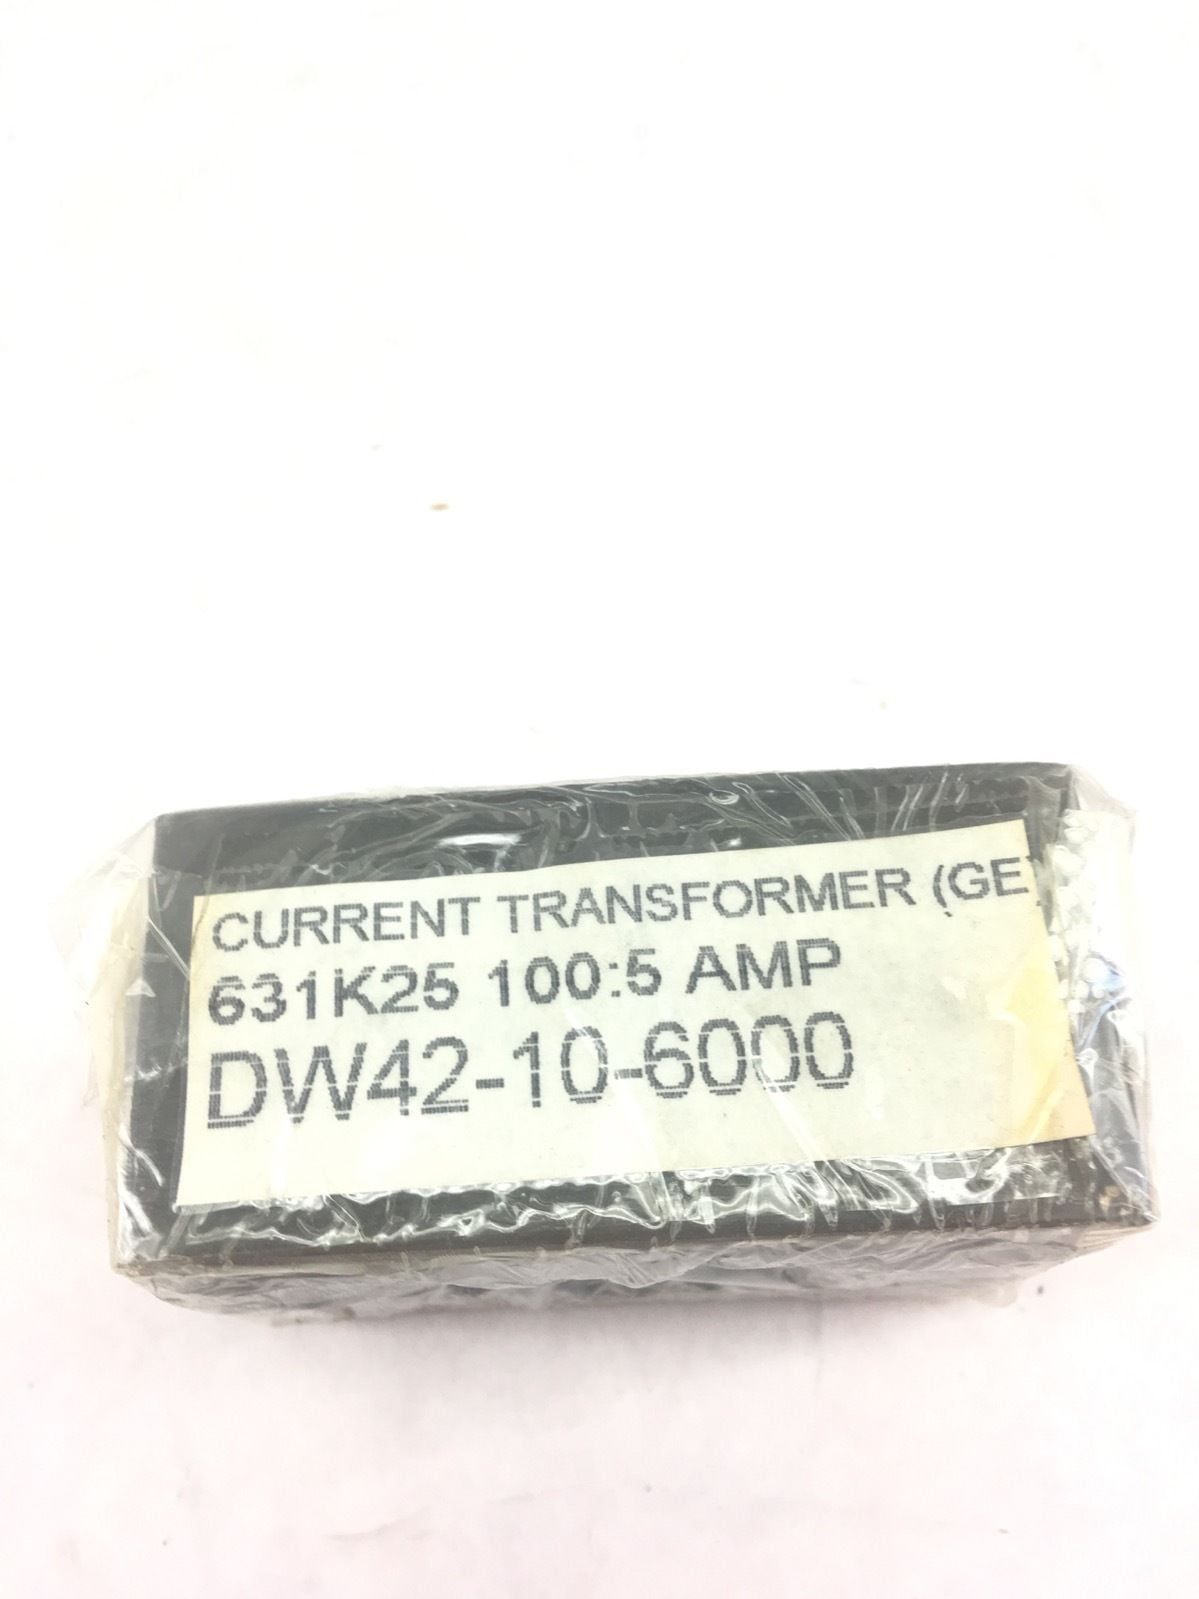 CURRENT TRANSFORMER (GE)
631K25 100:5 AMP
DW42-10-6000